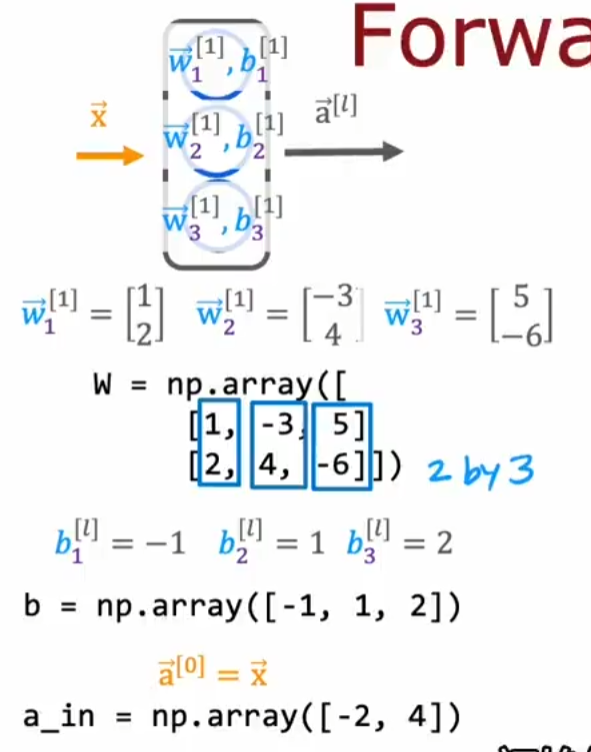 Forwa
w⃗₁^[1], b₁^[1]
x⃗
w⃗₂^[1], b₂^[1]
a⃗^[l]
w⃗₃^[1], b₃^[1]
w⃗₁^[1] = [1 2] w⃗₂^[1] = [−3 4] w⃗₃^[1] = [5 −6]
W = np.array([
[1, -3, 5]
[2, 4, -6]]) 2 by 3
b₁^[l] = −1 b₂^[l] = 1 b₃^[l] = 2
b = np.array([-1, 1, 2])
a⃗^[0] = x⃗
a_in = np.array([-2, 4])